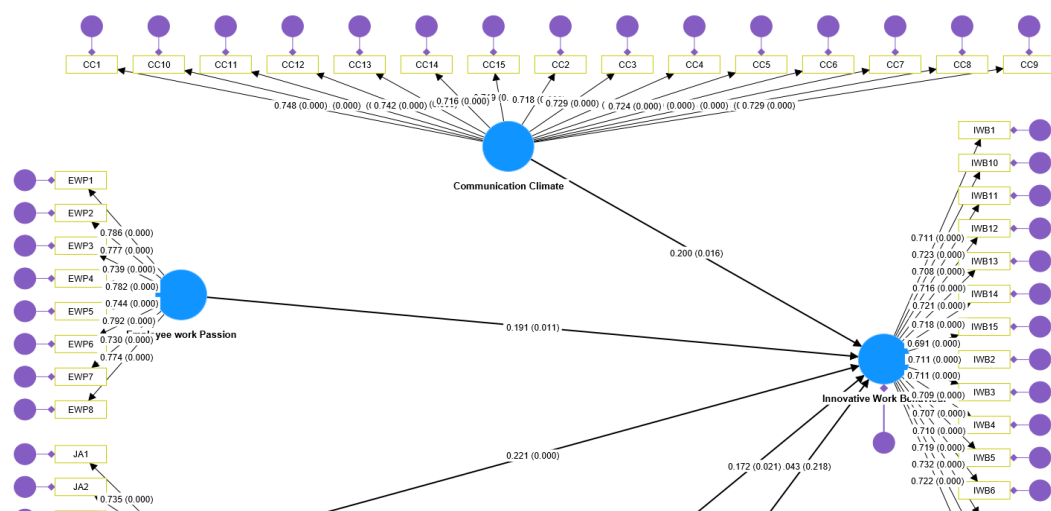 CC1 CC10 CC11 CC12 CC13 CC14 CC15 CC2 CC3 CC4 CC5 CC6 CC7 CC8 CC9
0.748 (0.000) (0.000) 0.742 (0.000) 0.716 (0.000) 0.718 0.729 (0.000) 0.724 (0.000) (0.000) (0.000) 0.729 (0.000)
Communication Climate
EWP1
EWP2
EWP3
EWP4
EWP5
EWP6
EWP7
EWP8
0.786 (0.000)
0.777 (0.000)
0.739 (0.000)
0.782 (0.000)
0.744 (0.000)
0.792 (0.000)
0.730 (0.000)
0.774 (0.000)
Employee work Passion
JA1
JA2
0.735 (0.000)
0.200 (0.016)
0.191 (0.011)
0.221 (0.000)
0.172 (0.021)
.043 (0.218)
Innovative Work Behaviour
0.711 (0.000)
0.723 (0.000)
0.708 (0.000)
0.716 (0.000)
0.721 (0.000)
0.718 (0.000)
0.691 (0.000)
0.711 (0.000)
0.711 (0.000)
0.709 (0.000)
0.707 (0.000)
0.710 (0.000)
0.719 (0.000)
0.732 (0.000)
0.722 (0.000)
IWB1
IWB10
IWB11
IWB12
IWB13
IWB14
IWB15
IWB2
IWB3
IWB4
IWB5
IWB6